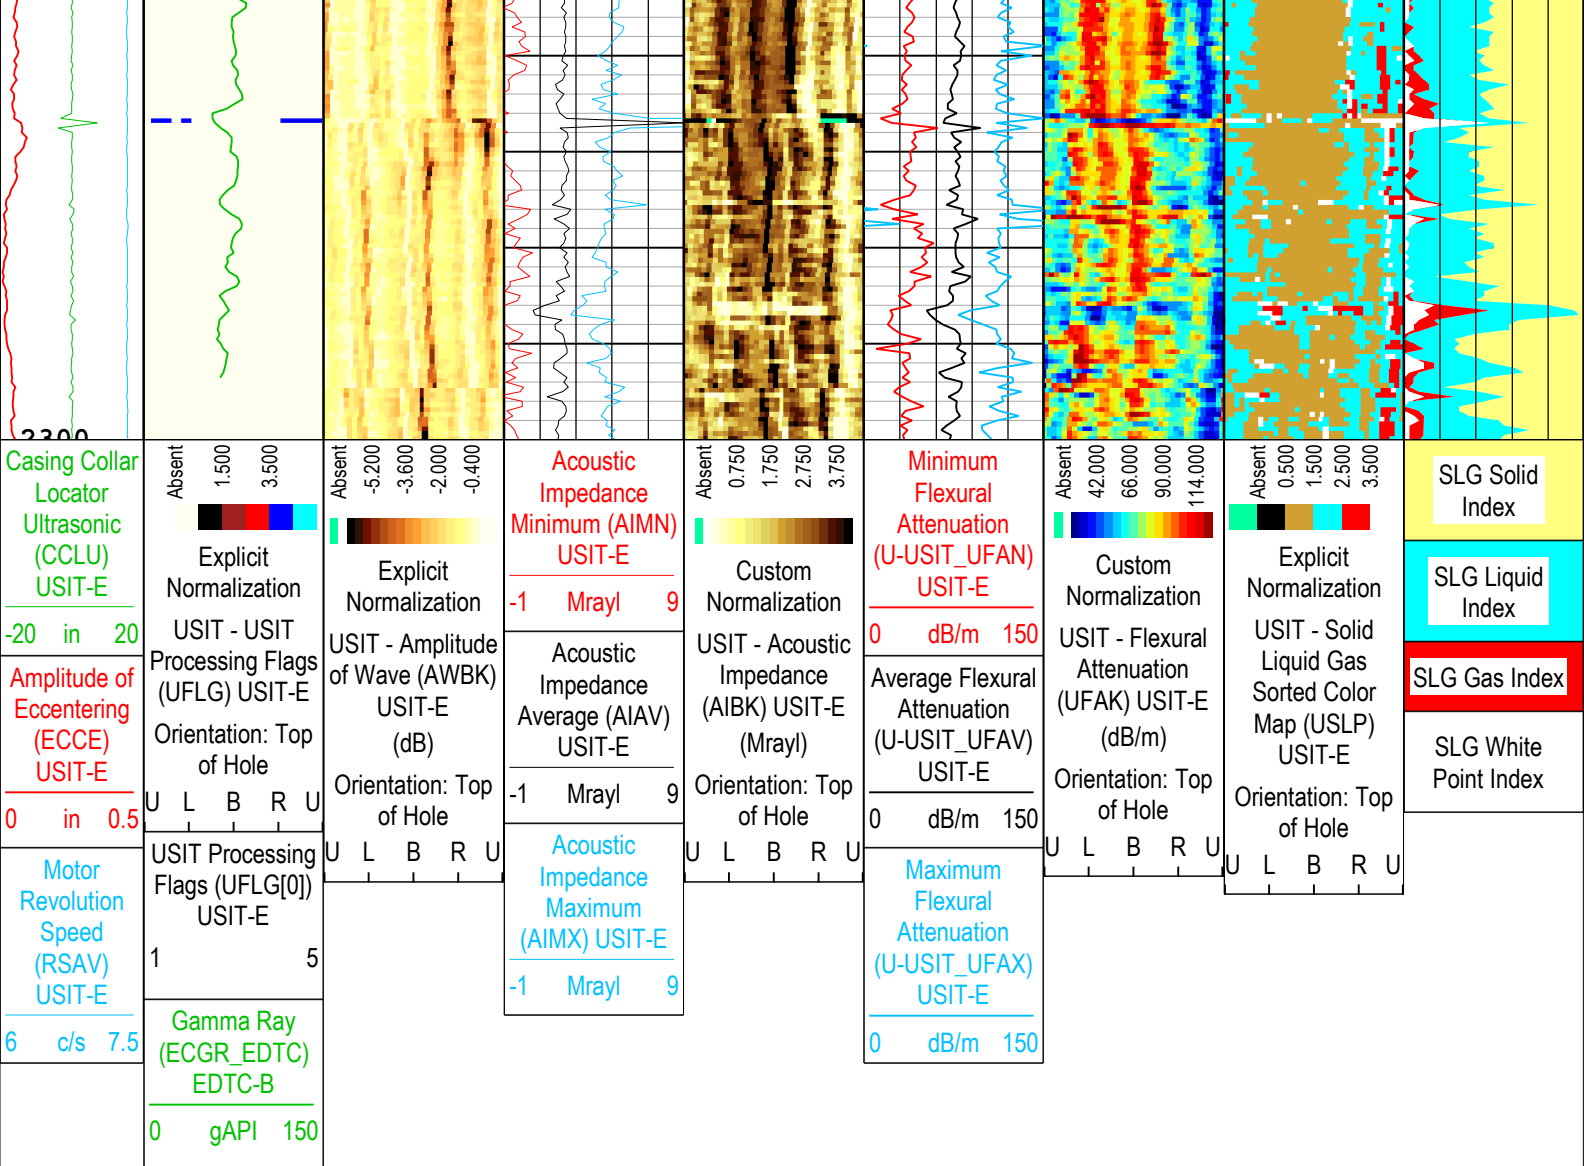 2300
Casing Collar
Locator
Ultrasonic
(CCLU)
USIT-E
-20 in 20
Amplitude of
Eccentering
(ECCE)
USIT-E
0 in 0.5
Motor
Revolution
Speed
(RSAV)
USIT-E
6 c/s 7.5
Absent 1.500 3.500
Explicit
Normalization
USIT - USIT
Processing Flags
(UFLG) USIT-E
Orientation: Top
of Hole
U L B R U
USIT Processing
Flags (UFLG[0])
USIT-E
1 5
Gamma Ray
(ECGR_EDTC)
EDTC-B
0 gAPI 150
Absent -5.200 -3.600 -2.000 -0.400
Explicit
Normalization
USIT - Amplitude
of Wave (AWBK)
USIT-E
(dB)
Orientation: Top
of Hole
U L B R U
Acoustic
Impedance
Minimum (AIMN)
USIT-E
-1 Mrayl 9
Acoustic
Impedance
Average (AIAV)
USIT-E
-1 Mrayl 9
Acoustic
Impedance
Maximum
(AIMX) USIT-E
-1 Mrayl 9
Absent 0.750 1.750 2.750 3.750
Custom
Normalization
USIT - Acoustic
Impedance
(AIBK) USIT-E
(Mrayl)
Orientation: Top
of Hole
U L B R U
Minimum
Flexural
Attenuation
(U-USIT_UFAN)
USIT-E
0 dB/m 150
Average Flexural
Attenuation
(U-USIT_UFAV)
USIT-E
0 dB/m 150
Maximum
Flexural
Attenuation
(U-USIT_UFAX)
USIT-E
0 dB/m 150
Absent 42.000 66.000 90.000 114.000
Custom
Normalization
USIT - Flexural
Attenuation
(UFAK) USIT-E
(dB/m)
Orientation: Top
of Hole
U L B R U
Absent 0.500 1.500 2.500 3.500
Explicit
Normalization
USIT - Solid
Liquid Gas
Sorted Color
Map (USLP)
USIT-E
Orientation: Top
of Hole
U L B R U
SLG Solid
Index
SLG Liquid
Index
SLG Gas Index
SLG White
Point Index